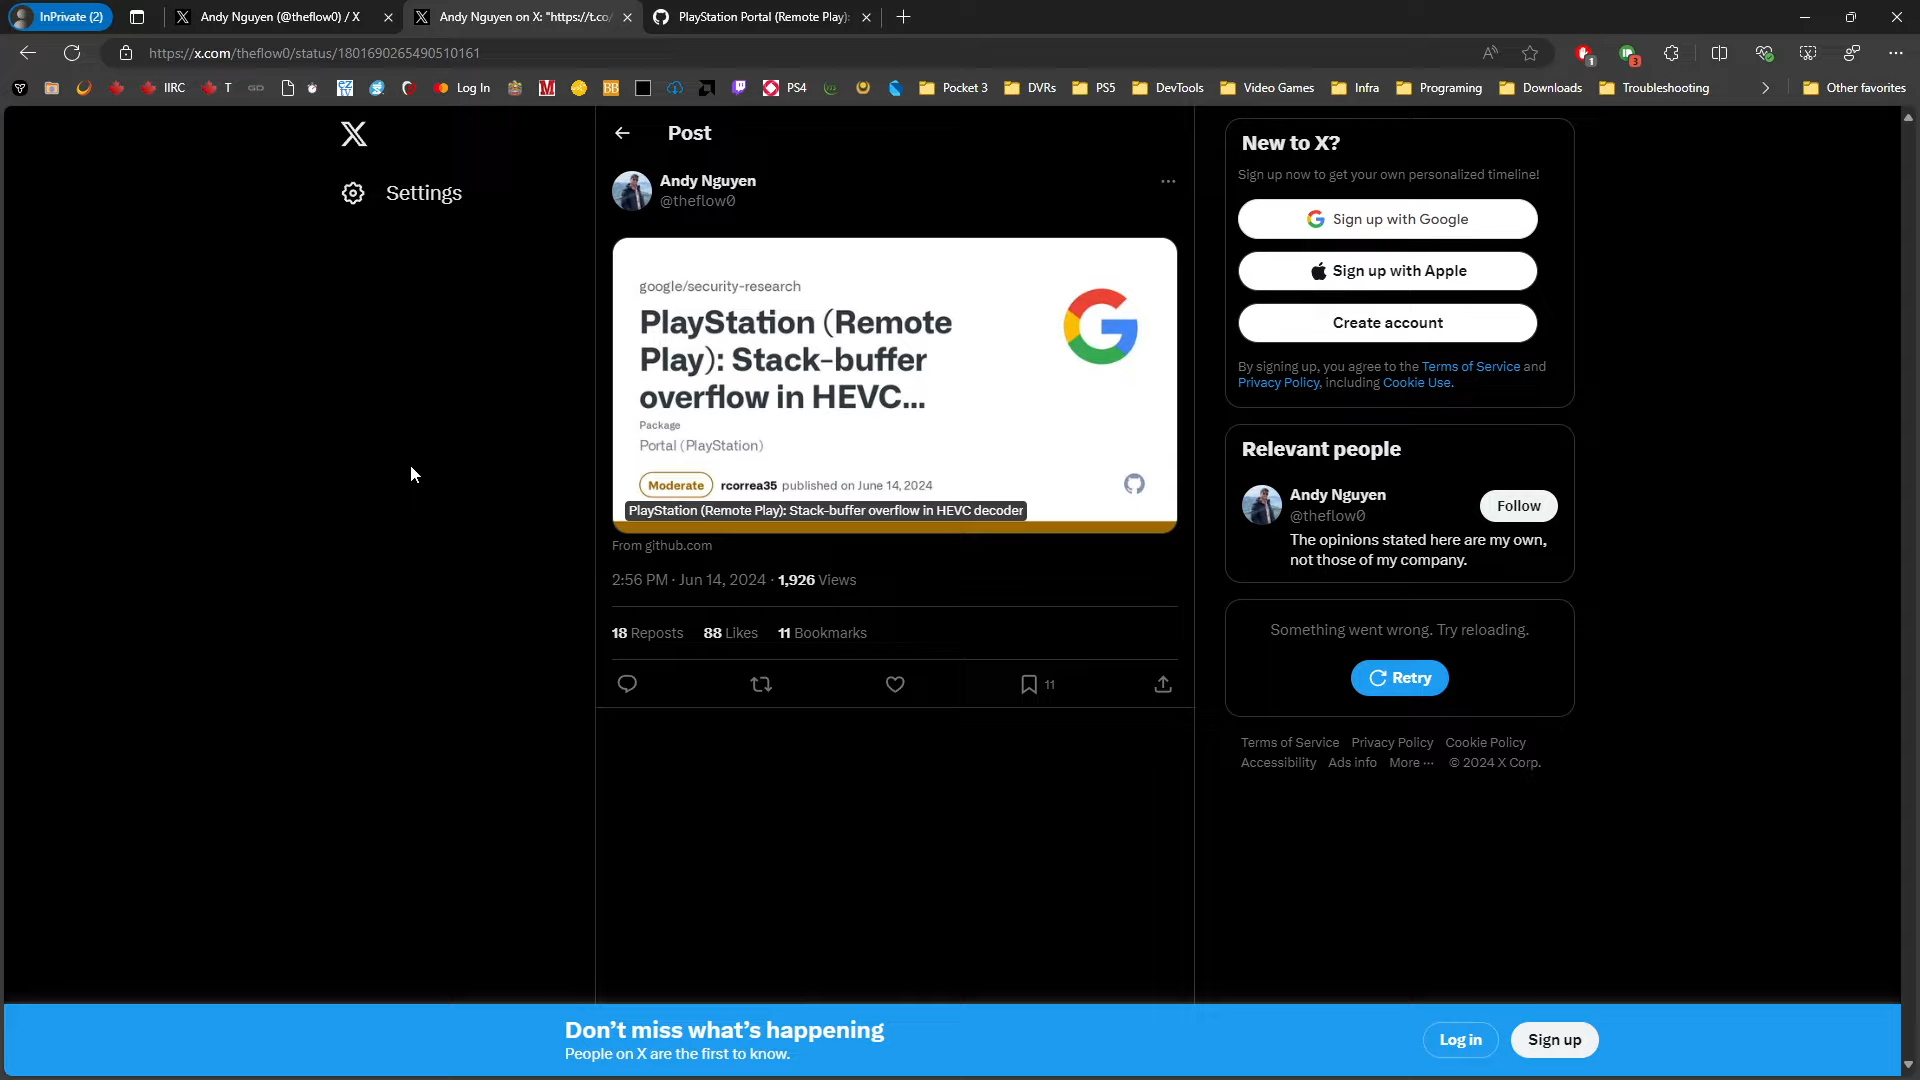 InPrivate (2)
Andy Nguyen (@theflow0) / X
Andy Nguyen on X: "https://t.co/
PlayStation Portal (Remote Play):
https://x.com/theflow0/status/1801690265490510161
1
3
IIRC
T
Log In
BB
PS4
Pocket 3
DVRs
PS5
DevTools
Video Games
Infra
Programing
Downloads
Troubleshooting
Other favorites
Settings
Post
Andy Nguyen
@theflow0
google/security-research
PlayStation (Remote
Play): Stack-buffer
overflow in HEVC...
Package
Portal (PlayStation)
Moderate
rcorrea35 published on June 14, 2024
PlayStation (Remote Play): Stack-buffer overflow in HEVC decoder
From github.com
2:56 PM · Jun 14, 2024 · 1,926 Views
18 Reposts 88 Likes 11 Bookmarks
11
New to X?
Sign up now to get your own personalized timeline!
Sign up with Google
Sign up with Apple
Create account
By signing up, you agree to the Terms of Service and
Privacy Policy, including Cookie Use.
Relevant people
Andy Nguyen
@theflow0
Follow
The opinions stated here are my own,
not those of my company.
Something went wrong. Try reloading.
Retry
Terms of Service Privacy Policy Cookie Policy
Accessibility Ads info More ··· © 2024 X Corp.
Don’t miss what’s happening
People on X are the first to know.
Log in
Sign up